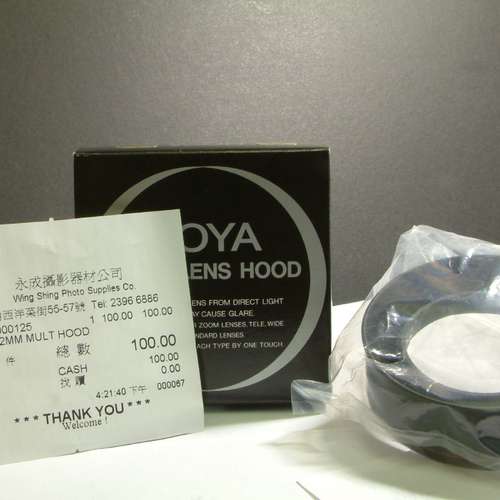 永成攝影器材公司
Wing Shing Photo Supplies Co.
西洋菜街55-57號 Tel: 2396 6886
000125 1 100.00 100.00
2MM MULT HOOD
件 總數 100.00
CASH 100.00
找續 0.00
4:21:40 下午 000067
***THANK YOU***
Welcome !
OYA
LENS HOOD
ENS FROM DIRECT LIGHT
AY CAUSE GLARE.
R ZOOM LENSES, TELE, WIDE
NDARD LENSES.
ACH TYPE BY ONE TOUCH.